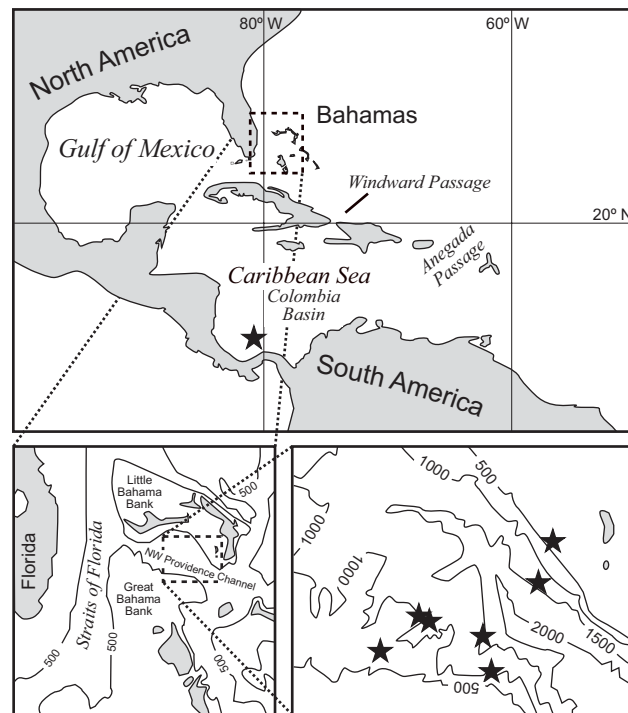 80º W
60º W
North America
Bahamas
Gulf of Mexico
Windward Passage
20º N
Anegada
Passage
Caribbean Sea
Colombia
Basin
South America
500
Little
Bahama
Bank
Florida
Straits of Florida
NW Providence Channel
Great
Bahama
Bank
500
500
500
500
1000
500
1000
1000
2000
1500
500